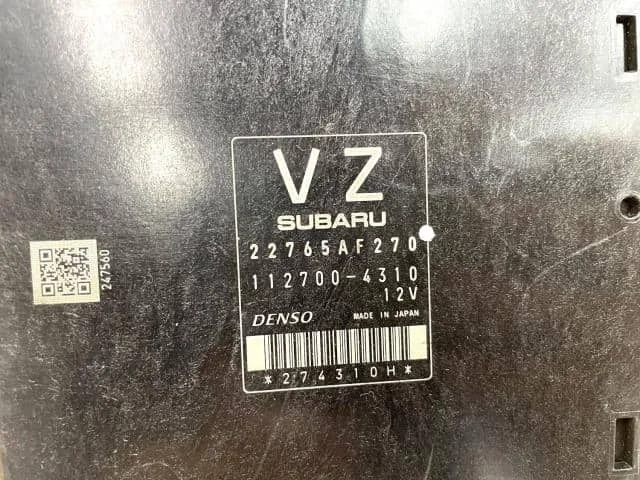 VZ
SUBARU
22765AF270
112700-4310
12V
DENSO MADE IN JAPAN
*274310H*
247560